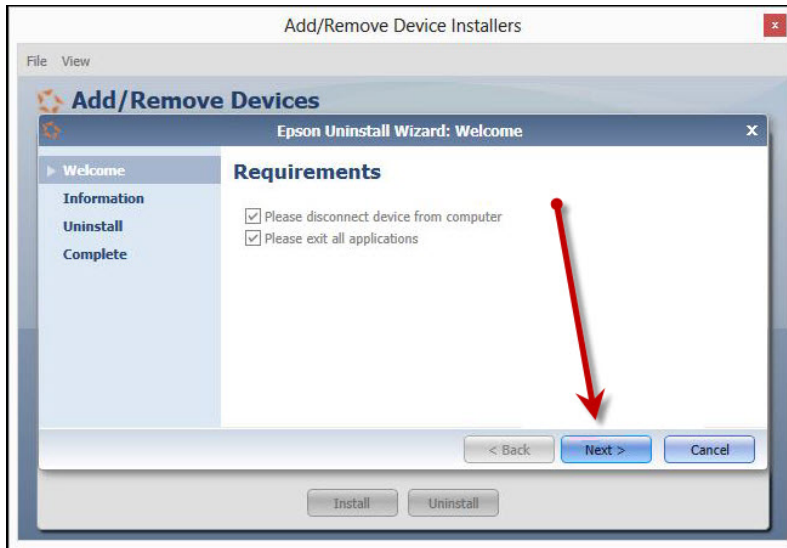 Add/Remove Device Installers
x
File View
Add/Remove Devices
Epson Uninstall Wizard: Welcome
x
Welcome
Information
Uninstall
Complete
Requirements
Please disconnect device from computer
Please exit all applications
< Back Next > Cancel
Install Uninstall